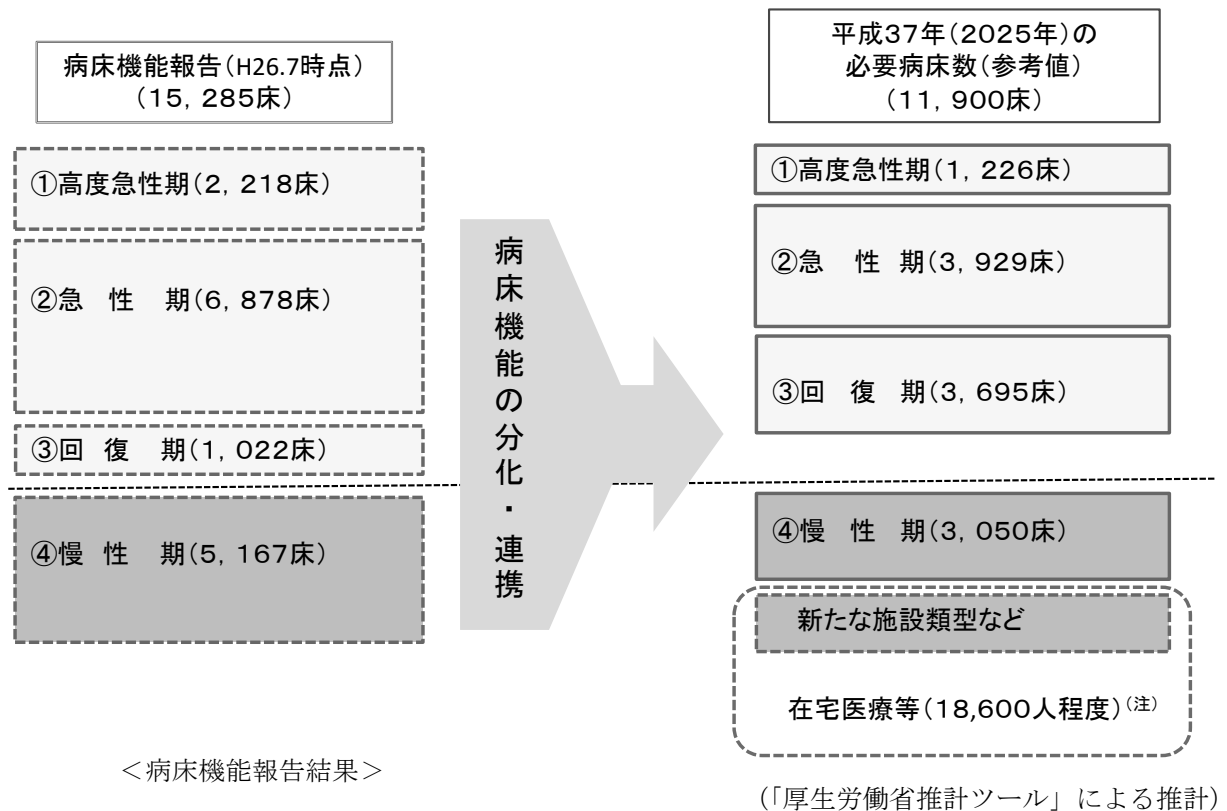 病床機能報告(H26.7時点)
(15,285床)
①高度急性期(2,218床)
②急 性 期(6,878床)
③回 復 期(1,022床)
④慢 性 期(5,167床)
<病床機能報告結果>
病床機能の分化・連携
平成37年(2025年)の
必要病床数(参考値)
(11,900床)
①高度急性期(1,226床)
②急 性 期(3,929床)
③回 復 期(3,695床)
④慢 性 期(3,050床)
新たな施設類型など
在宅医療等(18,600人程度)(注)
(「厚生労働省推計ツール」による推計)